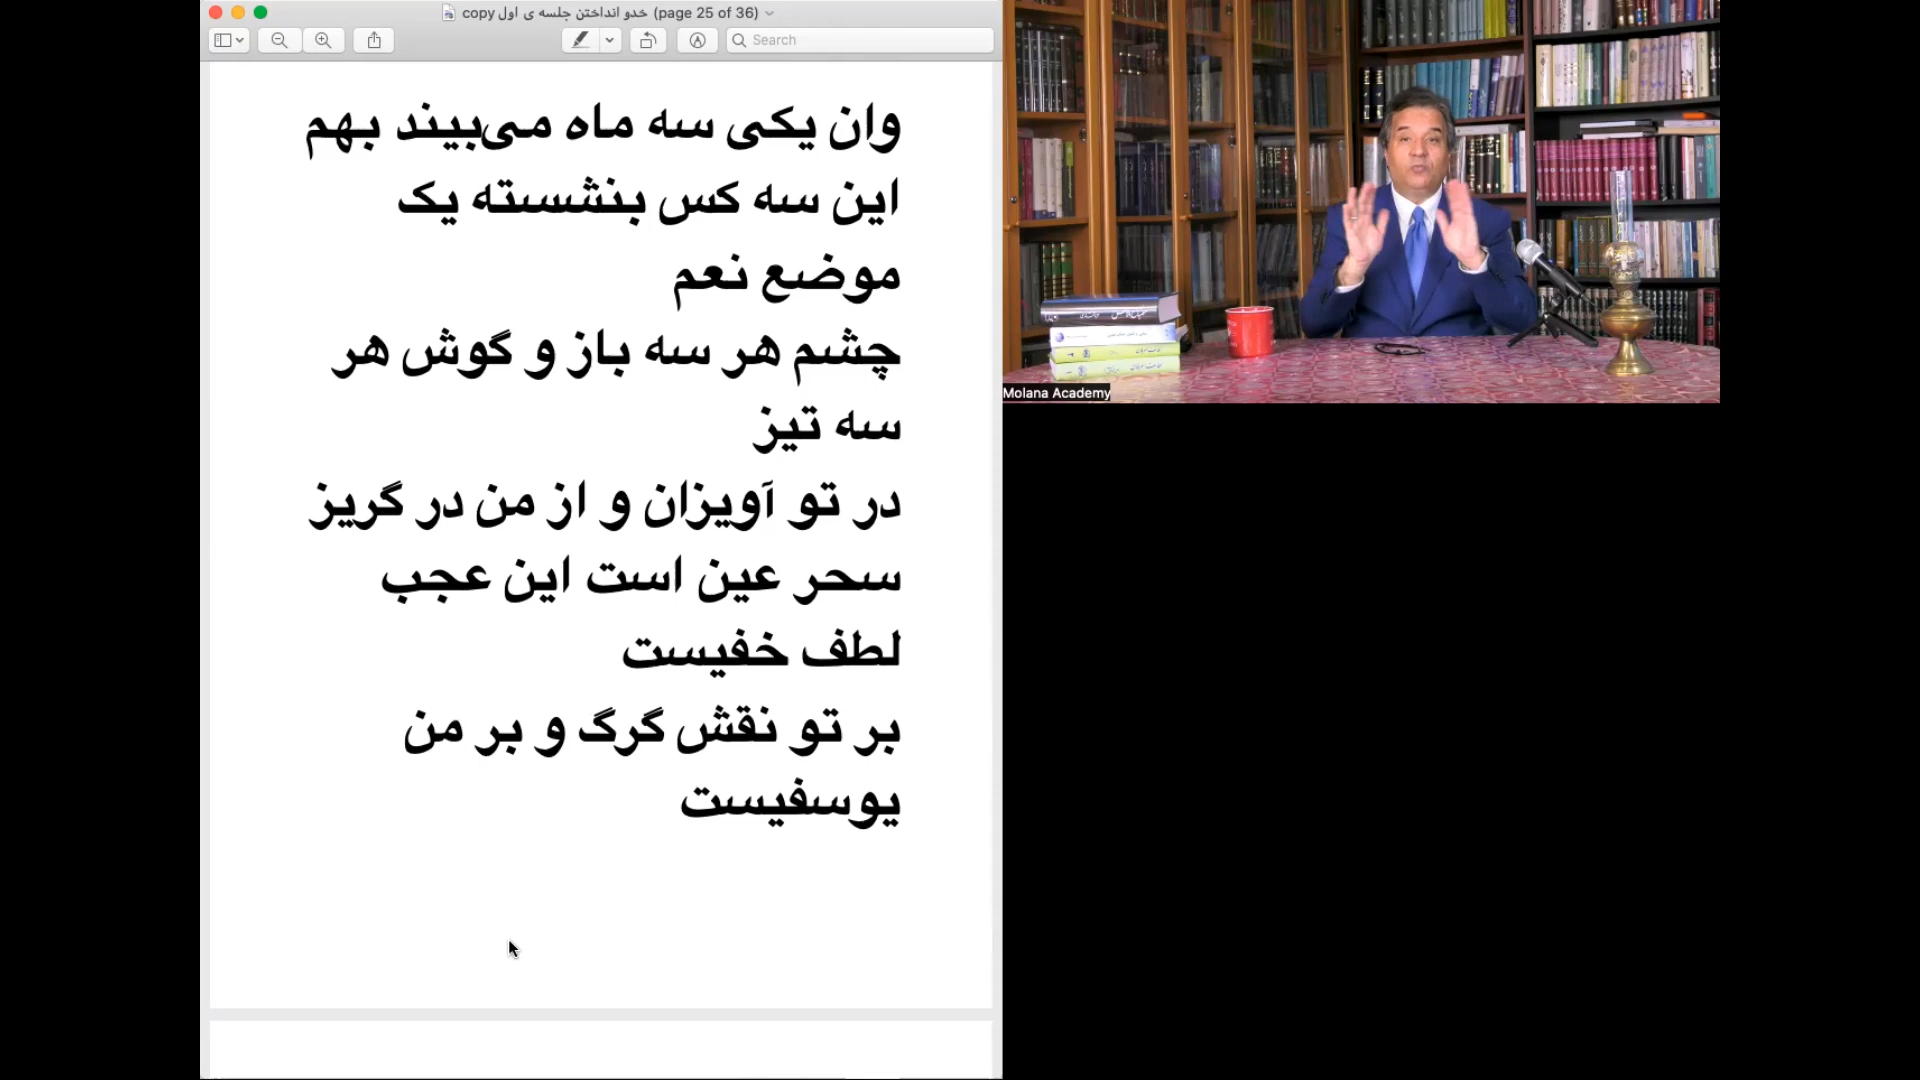 خدو انداختن جلسه ی اول copy (page 25 of 36)
Search
وان یکی سه ماه می‌بیند بهم
این سه کس بنشسته یک
موضع نعم
چشم هر سه باز و گوش هر
سه تیز
در تو آویزان و از من در گریز
سحر عین است این عجب
لطف خفیست
بر تو نقش گرگ و بر من
یوسفیست
Molana Academy